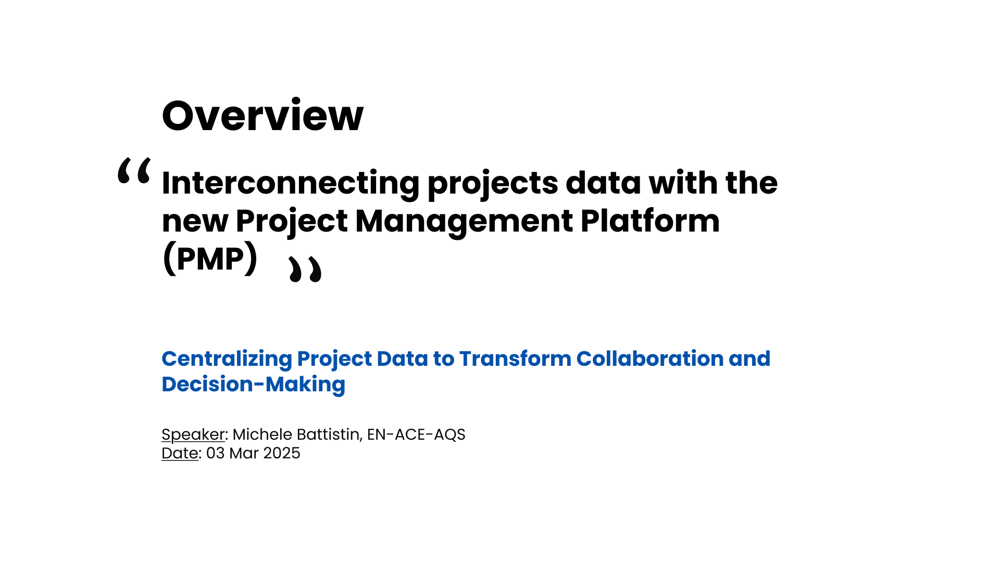 Overview
“Interconnecting projects data with the
new Project Management Platform
(PMP)”
Centralizing Project Data to Transform Collaboration and
Decision-Making
Speaker: Michele Battistin, EN-ACE-AQS
Date: 03 Mar 2025